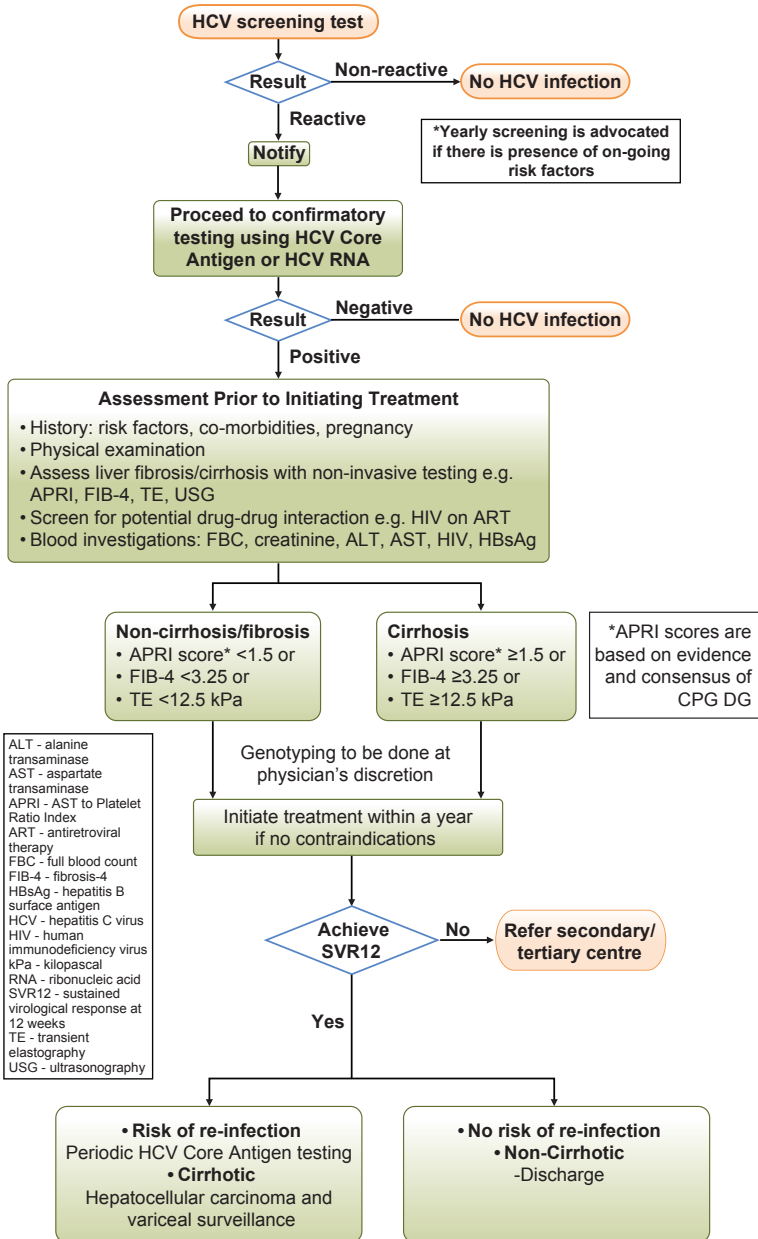 HCV screening test
Result
Non-reactive
No HCV infection
Reactive
*Yearly screening is advocated
if there is presence of on-going
risk factors
Notify
Proceed to confirmatory
testing using HCV Core
Antigen or HCV RNA
Result
Negative
No HCV infection
Positive
Assessment Prior to Initiating Treatment
• History: risk factors, co-morbidities, pregnancy
• Physical examination
• Assess liver fibrosis/cirrhosis with non-invasive testing e.g.
APRI, FIB-4, TE, USG
• Screen for potential drug-drug interaction e.g. HIV on ART
• Blood investigations: FBC, creatinine, ALT, AST, HIV, HBsAg
Non-cirrhosis/fibrosis
• APRI score* <1.5 or
• FIB-4 <3.25 or
• TE <12.5 kPa
Cirrhosis
• APRI score* ≥1.5 or
• FIB-4 ≥3.25 or
• TE ≥12.5 kPa
*APRI scores are
based on evidence
and consensus of
CPG DG
ALT - alanine
transaminase
AST - aspartate
transaminase
APRI - AST to Platelet
Ratio Index
ART - antiretroviral
therapy
FBC - full blood count
FIB-4 - fibrosis-4
HBsAg - hepatitis B
surface antigen
HCV - hepatitis C virus
HIV - human
immunodeficiency virus
kPa - kilopascal
RNA - ribonucleic acid
SVR12 - sustained
virological response at
12 weeks
TE - transient
elastography
USG - ultrasonography
Genotyping to be done at
physician's discretion
Initiate treatment within a year
if no contraindications
Achieve
SVR12
No
Refer secondary/
tertiary centre
Yes
• Risk of re-infection
Periodic HCV Core Antigen testing
• Cirrhotic
Hepatocellular carcinoma and
variceal surveillance
• No risk of re-infection
• Non-Cirrhotic
-Discharge